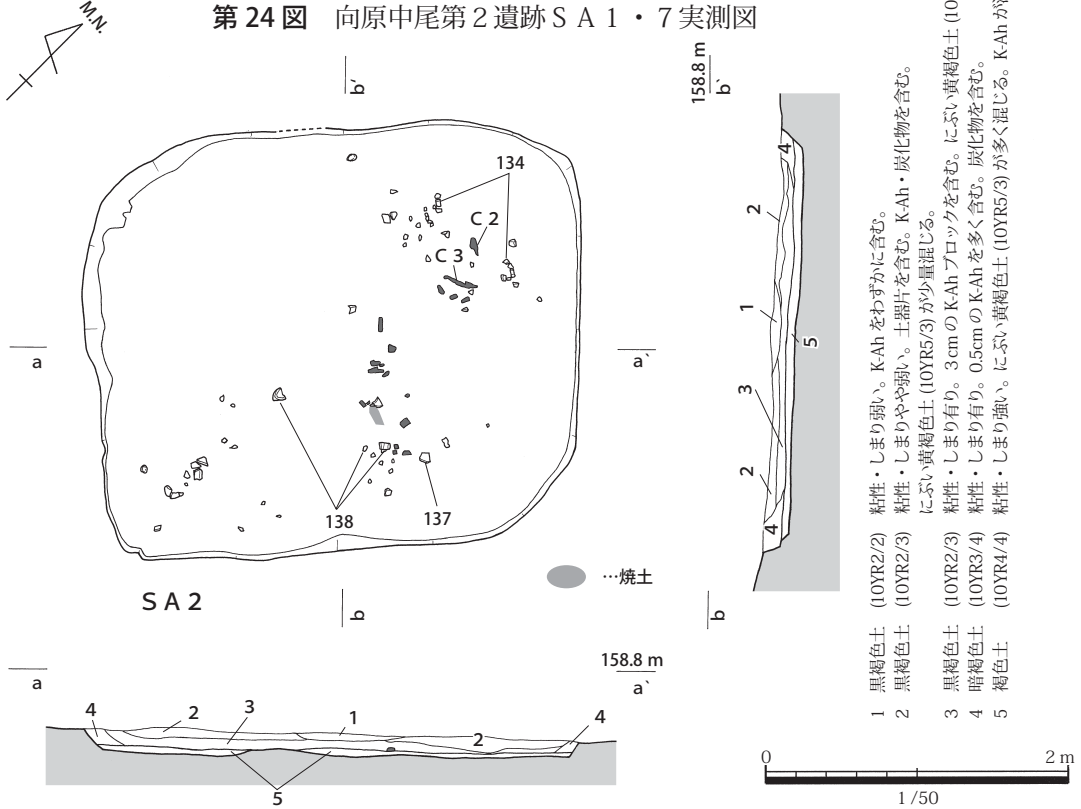 第24図 向原中尾第2遺跡SA1・7実測図
M.N.
b'
158.8 m
b`
134
C 2
C 3
a
a`
138
137
…焼土
SA2
b
b
2
1
3
2
4
4
5
1 黒褐色土 (10YR2/2) 粘性・しまり弱い。K-Ahをわずかに含む。
2 黒褐色土 (10YR2/3) 粘性・しまりやや弱い。土器片を含む。K-Ah・炭化物を含む。
にぶい黄褐色土 (10YR5/3) が少量混じる。
3 黒褐色土 (10YR2/3) 粘性・しまり有り。3cmのK-Ahブロックを含む。にぶい黄褐色土 (10
4 暗褐色土 (10YR3/4) 粘性・しまり有り。0.5cmのK-Ahを多く含む。炭化物を含む。
5 褐色土 (10YR4/4) 粘性・しまり強い。にぶい黄褐色土 (10YR5/3) が多く混じる。K-Ahが
a
158.8 m
a`
4
2
3
1
2
4
5
0 2 m
1/50